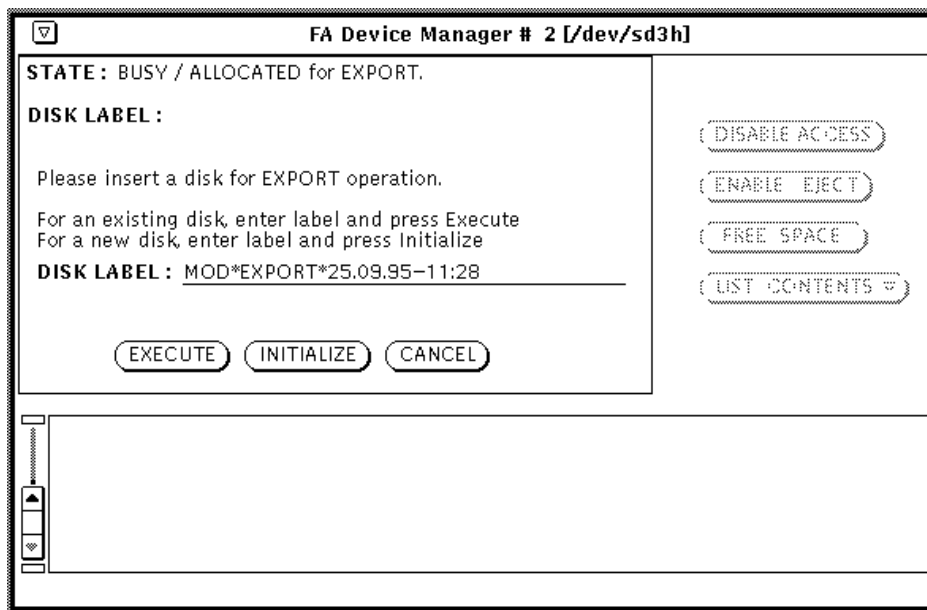 FA Device Manager # 2 [/dev/sd3h]
STATE : BUSY / ALLOCATED for EXPORT.
DISK LABEL :
Please insert a disk for EXPORT operation.
For an existing disk, enter label and press Execute
For a new disk, enter label and press Initialize
DISK LABEL : MOD*EXPORT*25.09.95-11:28
EXECUTE INITIALIZE CANCEL
DISABLE ACCESS
ENABLE EJECT
FREE SPACE
LIST CONTENTS